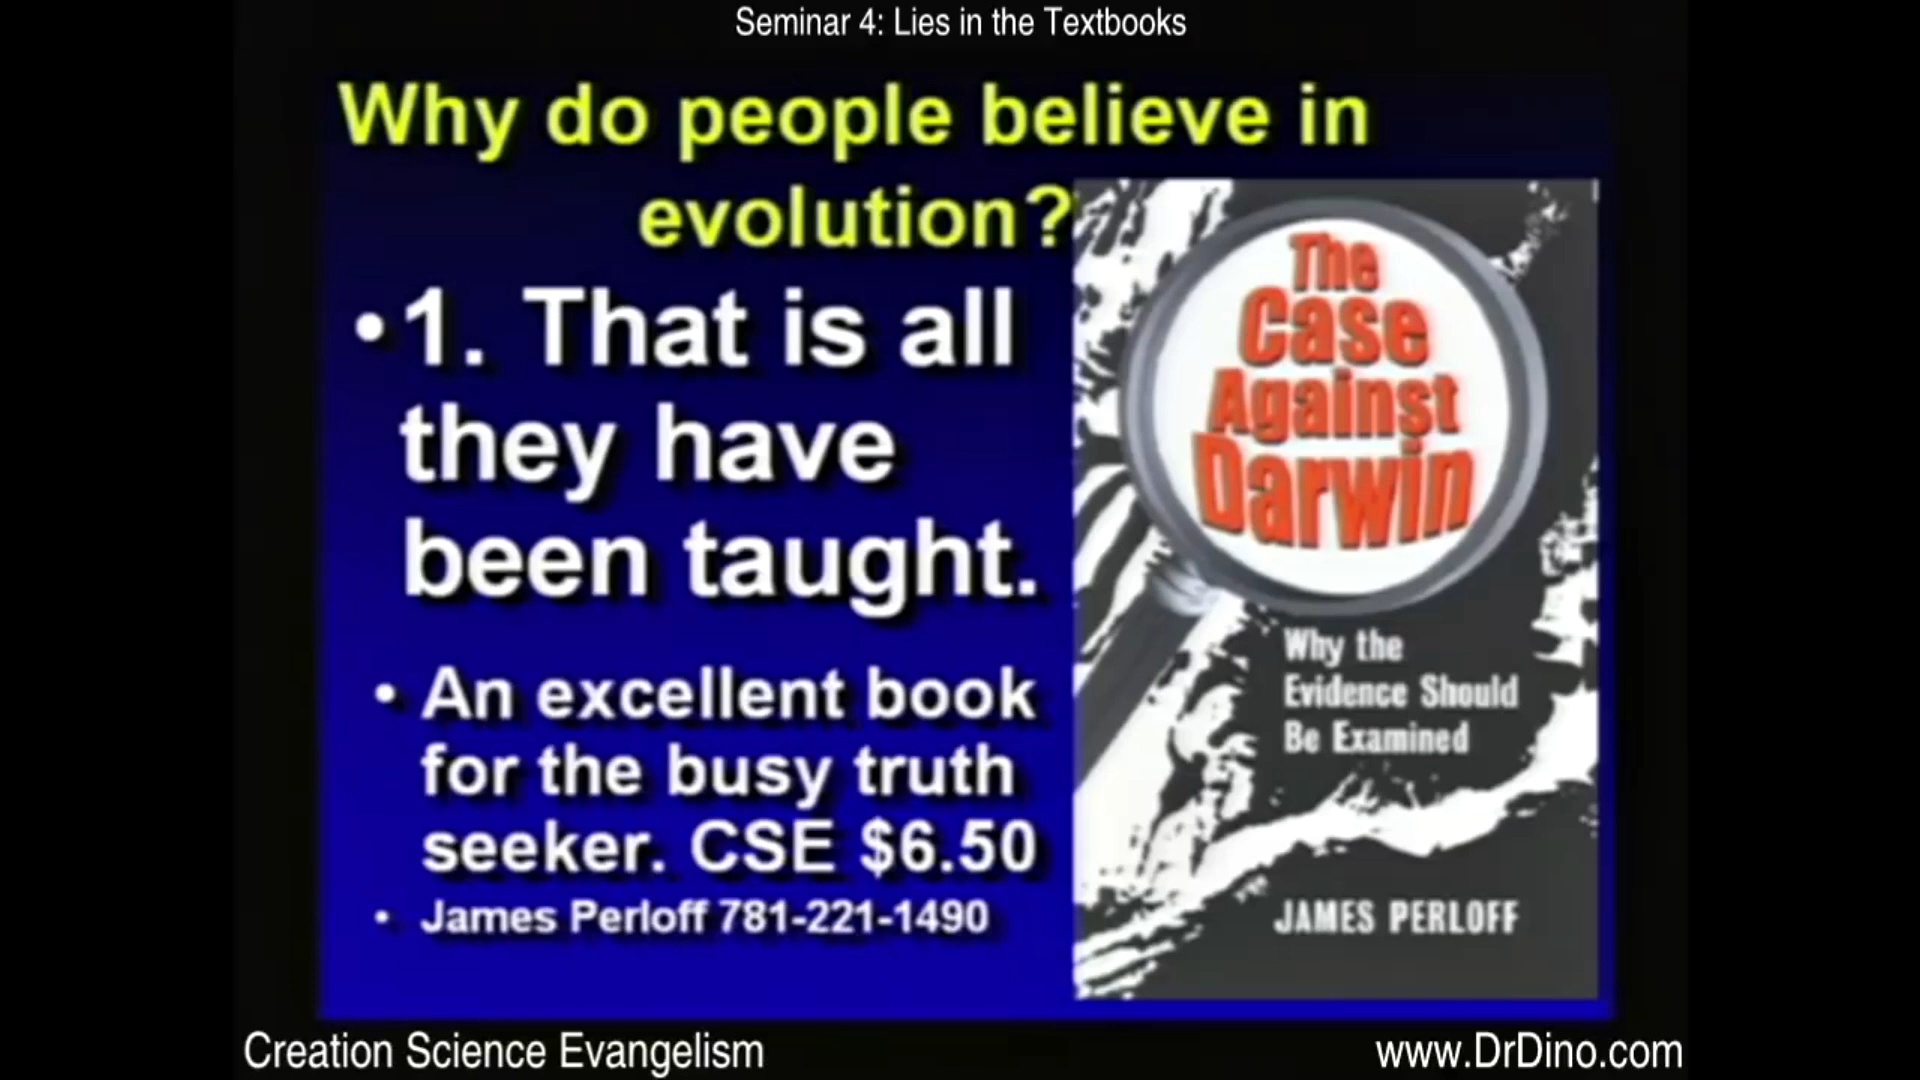 Seminar 4: Lies in the Textbooks
Why do people believe in
evolution?
•1. That is all
they have
been taught.
• An excellent book
for the busy truth
seeker. CSE $6.50
• James Perloff 781-221-1490
The
Case
Against
Darwin
Why the
Evidence Should
Be Examined
JAMES PERLOFF
Creation Science Evangelism
www.DrDino.com